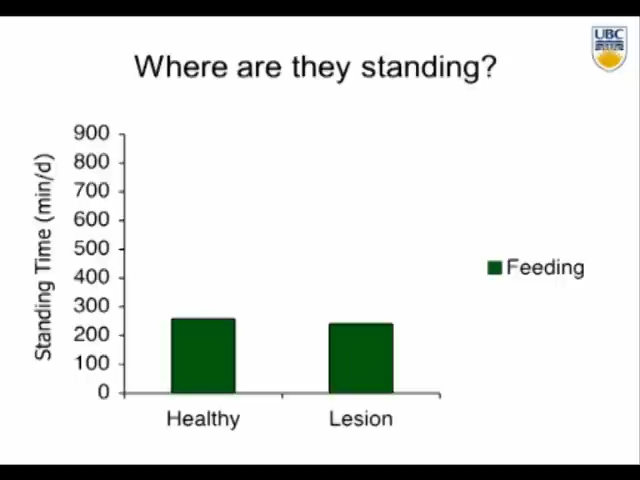 UBC
Where are they standing?
900
800
700
600
500
400
300
200
100
0
Standing Time (min/d)
Healthy
Lesion
Feeding